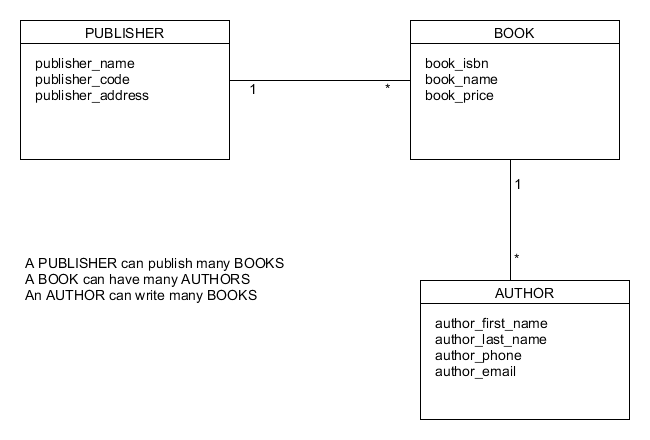 PUBLISHER
publisher_name
publisher_code
publisher_address
1
*
BOOK
book_isbn
book_name
book_price
1
*
A PUBLISHER can publish many BOOKS
A BOOK can have many AUTHORS
An AUTHOR can write many BOOKS
AUTHOR
author_first_name
author_last_name
author_phone
author_email